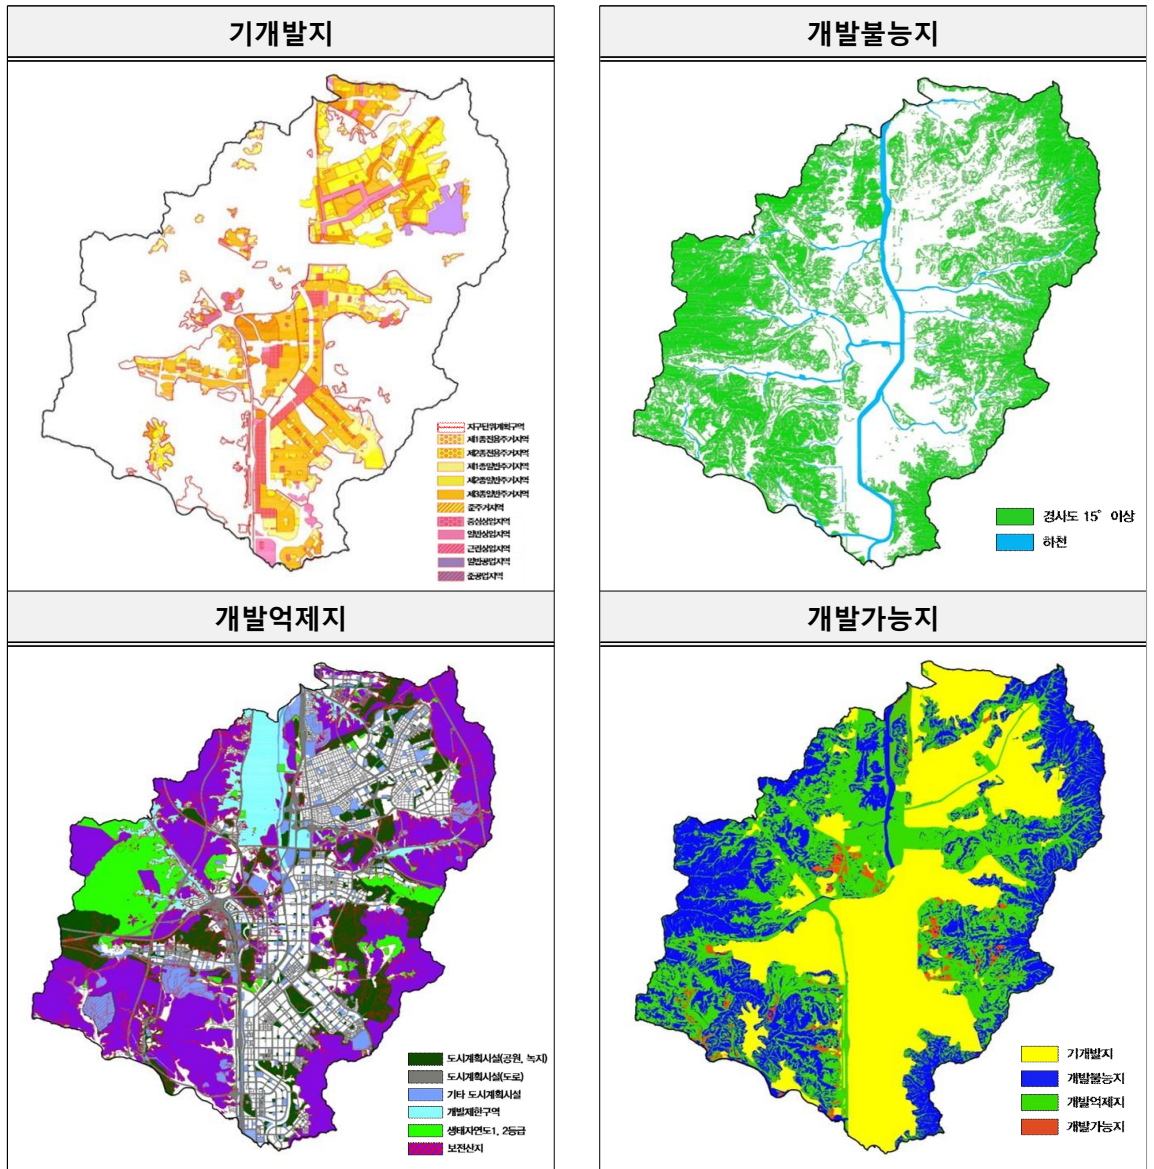 기개발지
개발불능지
지구단위계획구역
제1종전용주거지역
제2종전용주거지역
제1종일반주거지역
제2종일반주거지역
제3종일반주거지역
준주거지역
중심상업지역
일반상업지역
근린상업지역
일반공업지역
준공업지역
경사도 15° 이상
하천
개발억제지
개발가능지
도시계획시설(공원, 녹지)
도시계획시설(도로)
기타 도시계획시설
개발제한구역
생태자연도1, 2등급
보전산지
기개발지
개발불능지
개발억제지
개발가능지